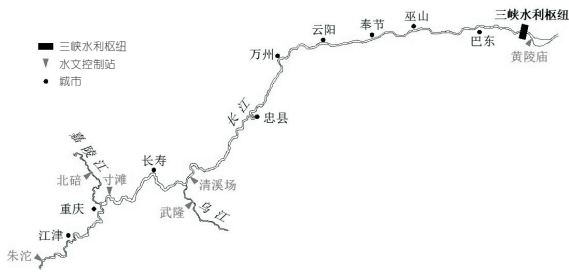 三峡水利枢纽
水文控制站
城市
三峡水利枢纽
黄陵庙
巴东
巫山
奉节
云阳
万州
长江
忠县
嘉陵江
北碚
寸滩
长寿
清溪场
武隆
乌江
重庆
江津
朱沱